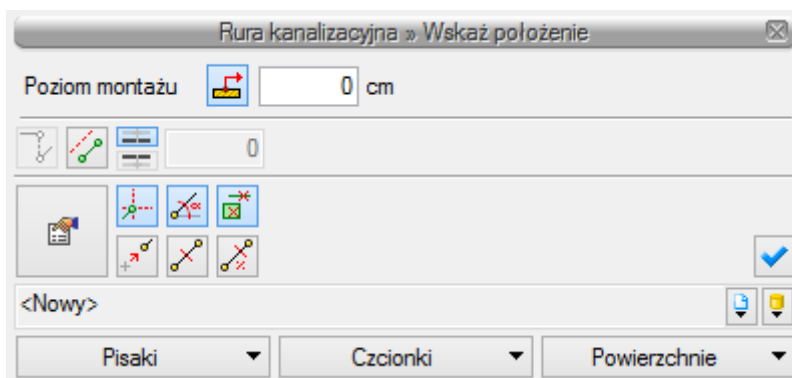 Rura kanalizacyjna » Wskaż położenie
Poziom montażu 0 cm
0
<Nowy>
Pisaki Czcionki Powierzchnie